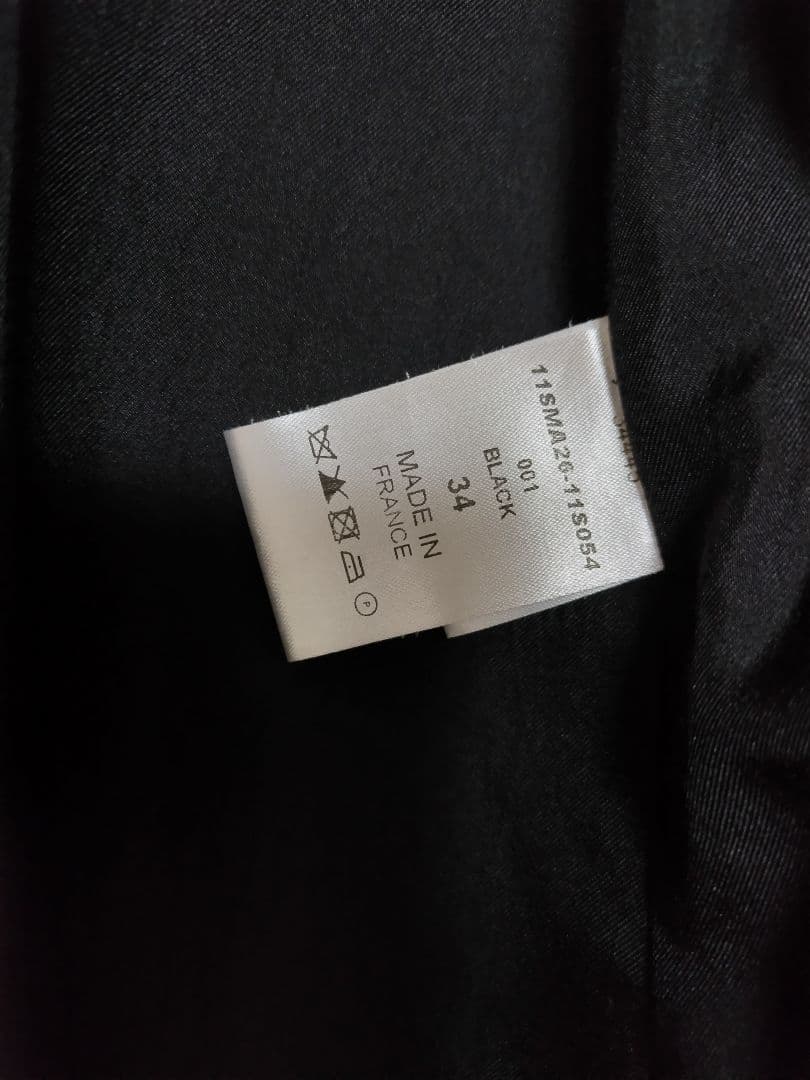 11SMA26-11S054
001
BLACK
34
MADE IN
FRANCE
P